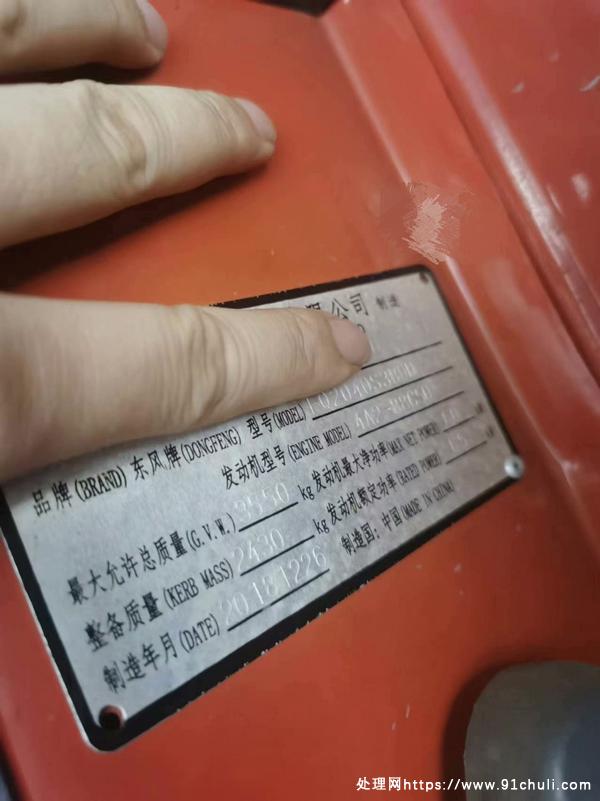 限公司 制造
品牌(BRAND) 东风牌(DONGFENG) 型号(MODEL)
发动机型号(ENGINE MODEL)
最大允许总质量(G.V.W.) 3550 kg 发动机最大净功率(MAX NET POWER)
整备质量(KERB MASS) 2430 kg 发动机额定功率(RATED POWER)
制造年月(DATE) 20181226 制造国：中国(MADE IN CHINA)
处理网https://www.91chuli.com/